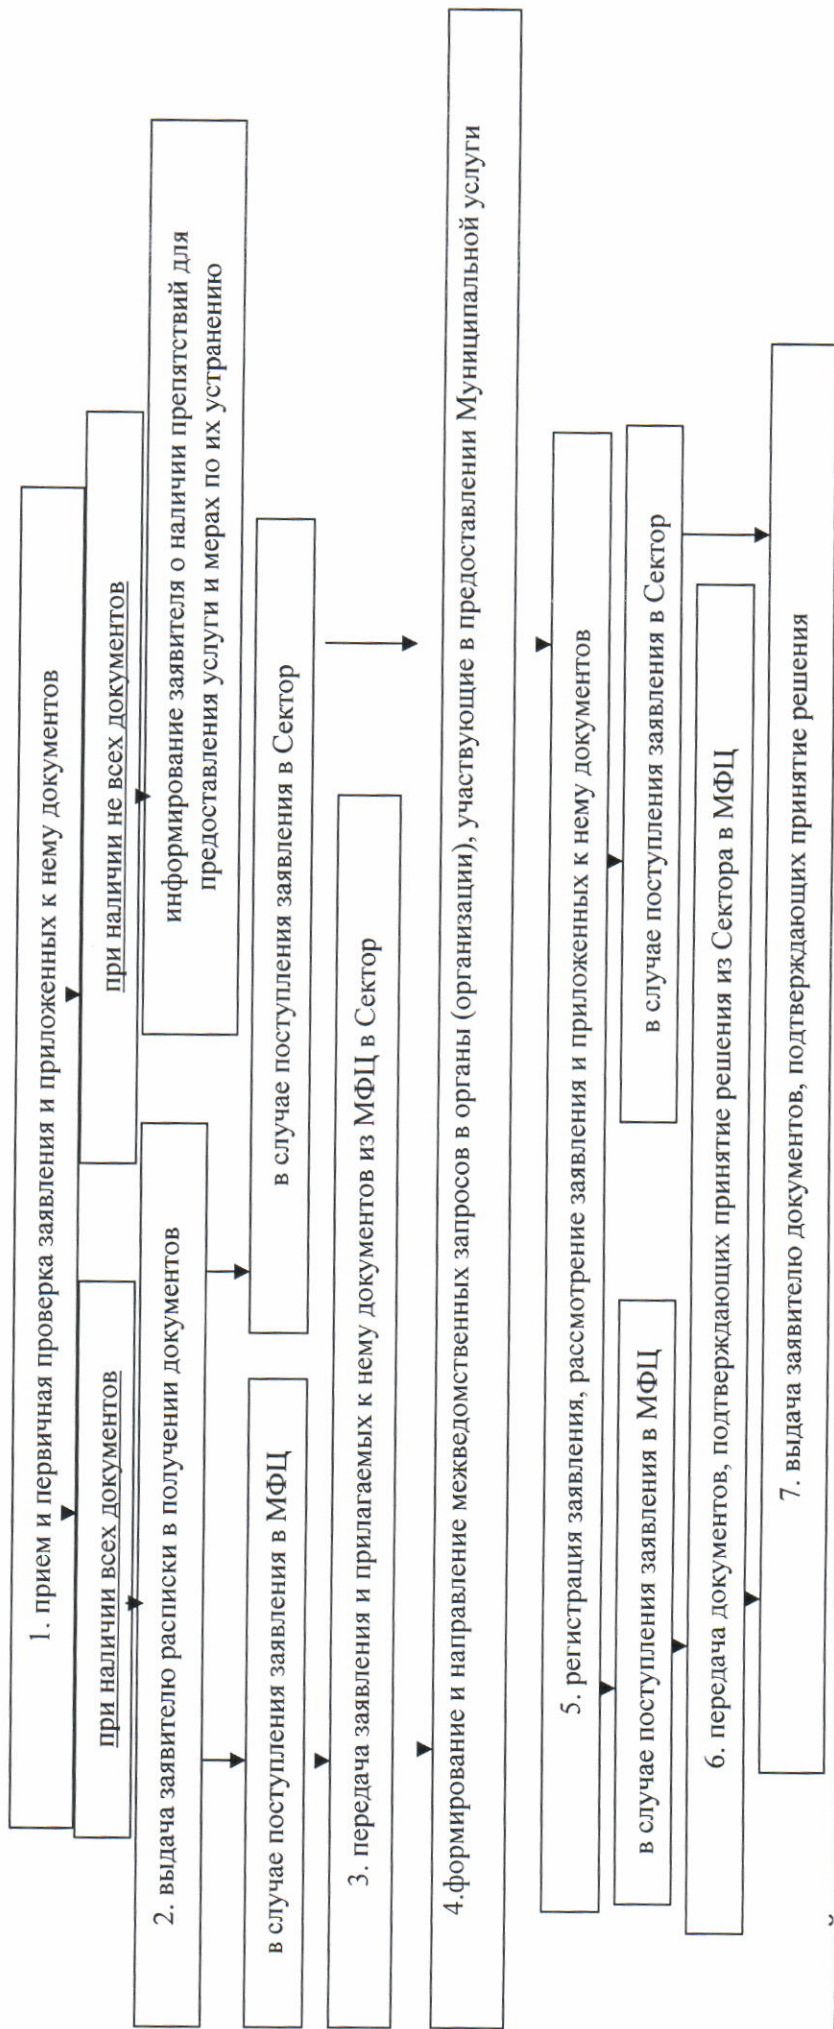 1. прием и первичная проверка заявления и приложенных к нему документов
при наличии всех документов
при наличии не всех документов
2. выдача заявителю расписки в получении документов
информирование заявителя о наличии препятствий для
предоставления услуги и мерах по их устранению
в случае поступления заявления в МФЦ
в случае поступления заявления в Сектор
3. передача заявления и прилагаемых к нему документов из МФЦ в Сектор
4.формирование и направление межведомственных запросов в органы (организации), участвующие в предоставлении Муниципальной услуги
5. регистрация заявления, рассмотрение заявления и приложенных к нему документов
в случае поступления заявления в МФЦ
в случае поступления заявления в Сектор
6. передача документов, подтверждающих принятие решения из Сектора в МФЦ
7. выдача заявителю документов, подтверждающих принятие решения